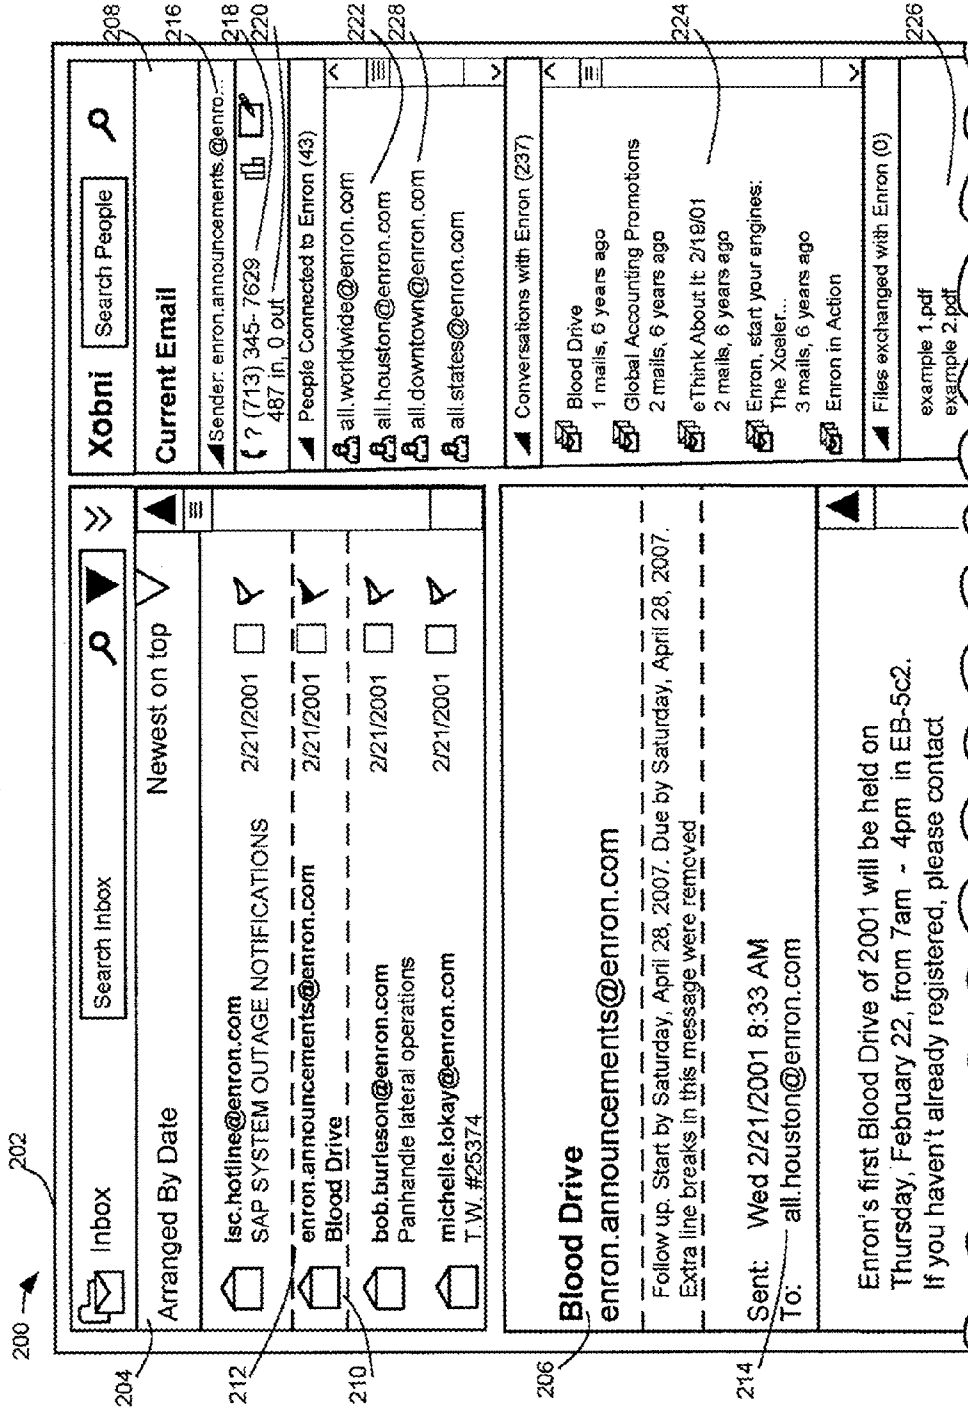 200
202
Inbox
Search Inbox
Arranged By Date
Newest on top
isc.hotline@enron.com
SAP SYSTEM OUTAGE NOTIFICATIONS
2/21/2001
enron.announcements@enron.com
Blood Drive
2/21/2001
bob.burleson@enron.com
Panhandle lateral operations
2/21/2001
michelle.lokay@enron.com
T.W. #25374
2/21/2001
204
212
210
Blood Drive
enron.announcements@enron.com
Follow up. Start by Saturday, April 28, 2007. Due by Saturday, April 28, 2007.
Extra line breaks in this message were removed
Sent: Wed 2/21/2001 8:33 AM
To: all.houston@enron.com
Enron's first Blood Drive of 2001 will be held on
Thursday, February 22, from 7am - 4pm in EB-5c2.
If you haven't already registered, please contact
206
214
Xobni
Search People
Current Email
Sender: enron.announcements.@enro...
? (713) 345- 7629
487 in, 0 out
People Connected to Enron (43)
all.worldwide@enron.com
all.houston@enron.com
all.downtown@enron.com
all.states@enron.com
Conversations with Enron (237)
Blood Drive
1 mails, 6 years ago
Global Accounting Promotions
2 mails, 6 years ago
eThink About It: 2/19/01
2 mails, 6 years ago
Enron, start your engines:
The Xceler...
3 mails, 6 years ago
Enron in Action
Files exchanged with Enron (0)
example 1.pdf
example 2.pdf
208
216
218
220
222
228
224
226